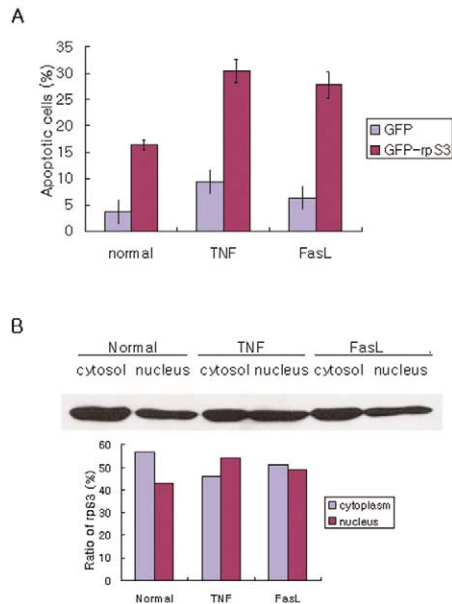 A
Apoptotic cells (%)
35
30
25
20
15
10
5
0
normal TNF FasL
GFP
GFP-rpS3
B
Normal TNF FasL
cytosol nucleus cytosol nucleus cytosol nucleus
Ratio of rpS3 (%)
60
50
40
30
20
10
0
Normal TNF FasL
cytoplasm
nucleus